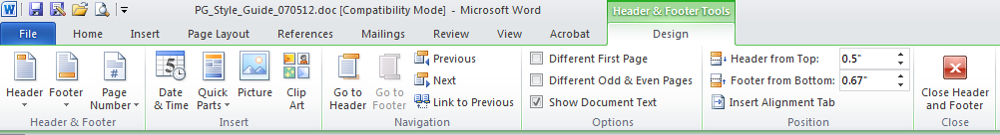 PG_Style_Guide_070512.doc [Compatibility Mode] - Microsoft Word
Header & Footer Tools
File Home Insert Page Layout References Mailings Review View Acrobat Design
Header Footer Page Number
Header & Footer
Date & Time Quick Parts Picture Clip Art
Insert
Go to Header Go to Footer
Previous
Next
Link to Previous
Navigation
Different First Page
Different Odd & Even Pages
Show Document Text
Options
Header from Top: 0.5"
Footer from Bottom: 0.67"
Insert Alignment Tab
Position
Close Header and Footer
Close